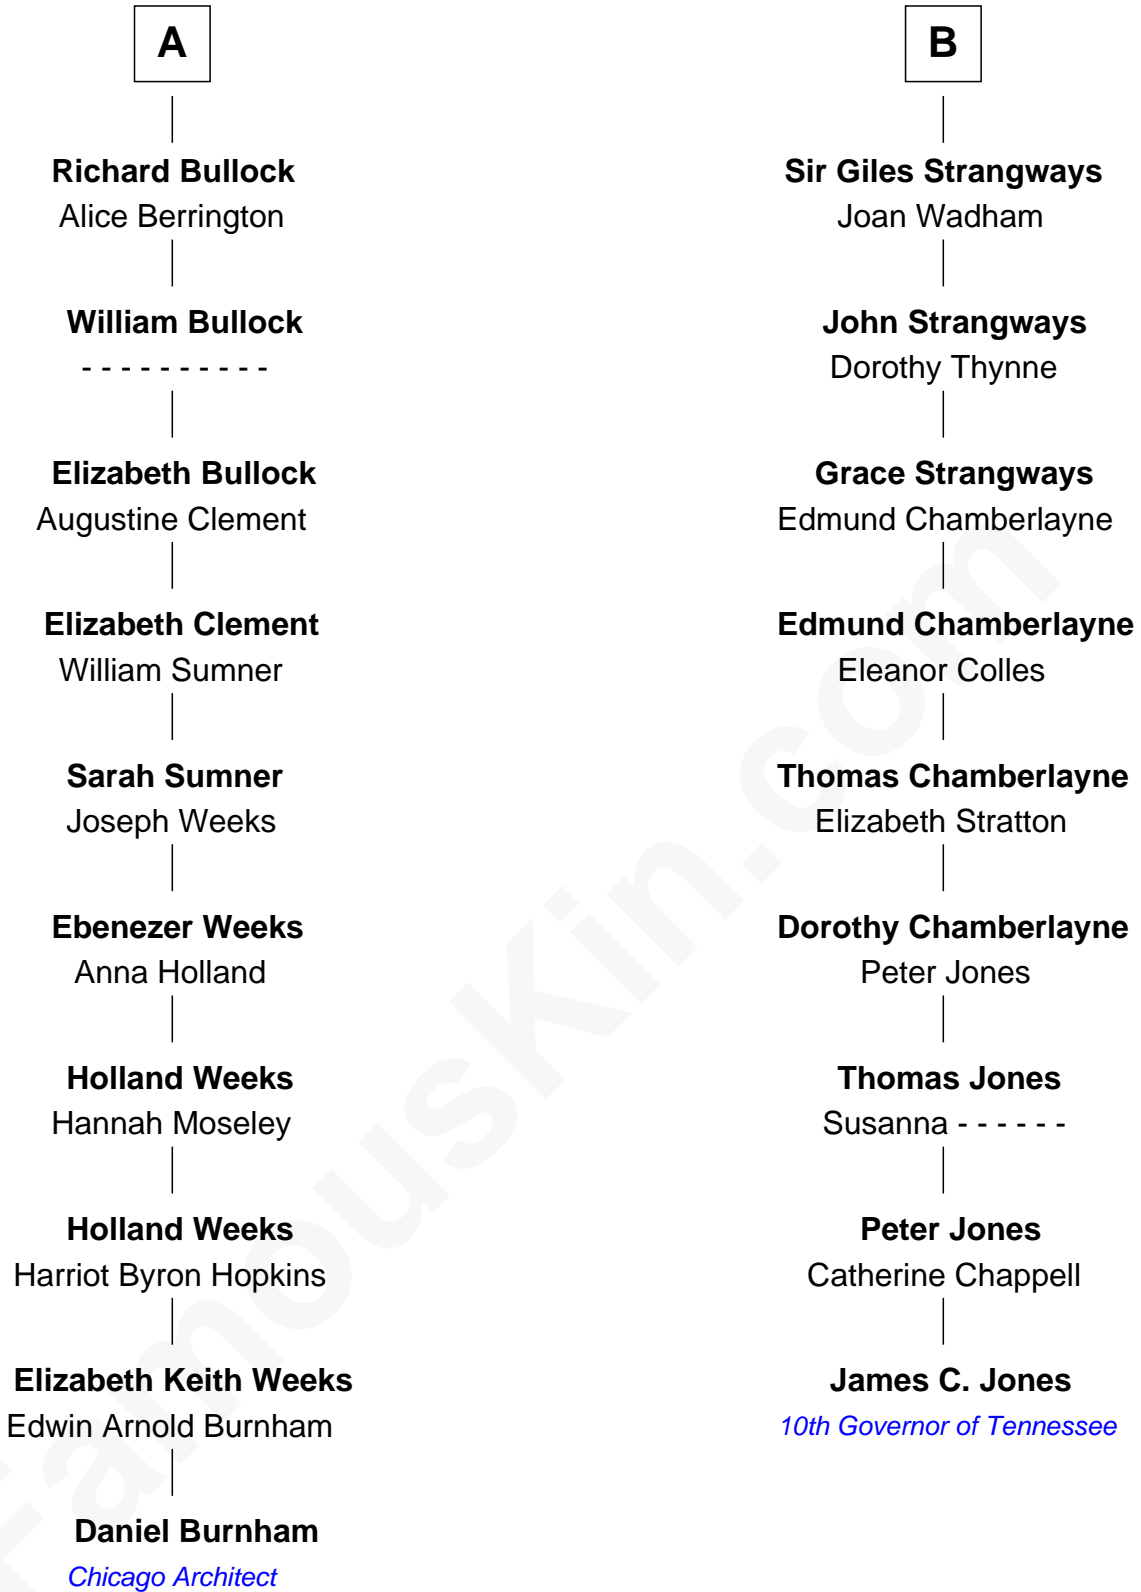 A
Richard Bullock
Alice Berrington
William Bullock
- - - - - - - - - -
Elizabeth Bullock
Augustine Clement
Elizabeth Clement
William Sumner
Sarah Sumner
Joseph Weeks
Ebenezer Weeks
Anna Holland
Holland Weeks
Hannah Moseley
Holland Weeks
Harriot Byron Hopkins
Elizabeth Keith Weeks
Edwin Arnold Burnham
Daniel Burnham
Chicago Architect
B
Sir Giles Strangways
Joan Wadham
John Strangways
Dorothy Thynne
Grace Strangways
Edmund Chamberlayne
Edmund Chamberlayne
Eleanor Colles
Thomas Chamberlayne
Elizabeth Stratton
Dorothy Chamberlayne
Peter Jones
Thomas Jones
Susanna - - - - - -
Peter Jones
Catherine Chappell
James C. Jones
10th Governor of Tennessee
FamousKin.com